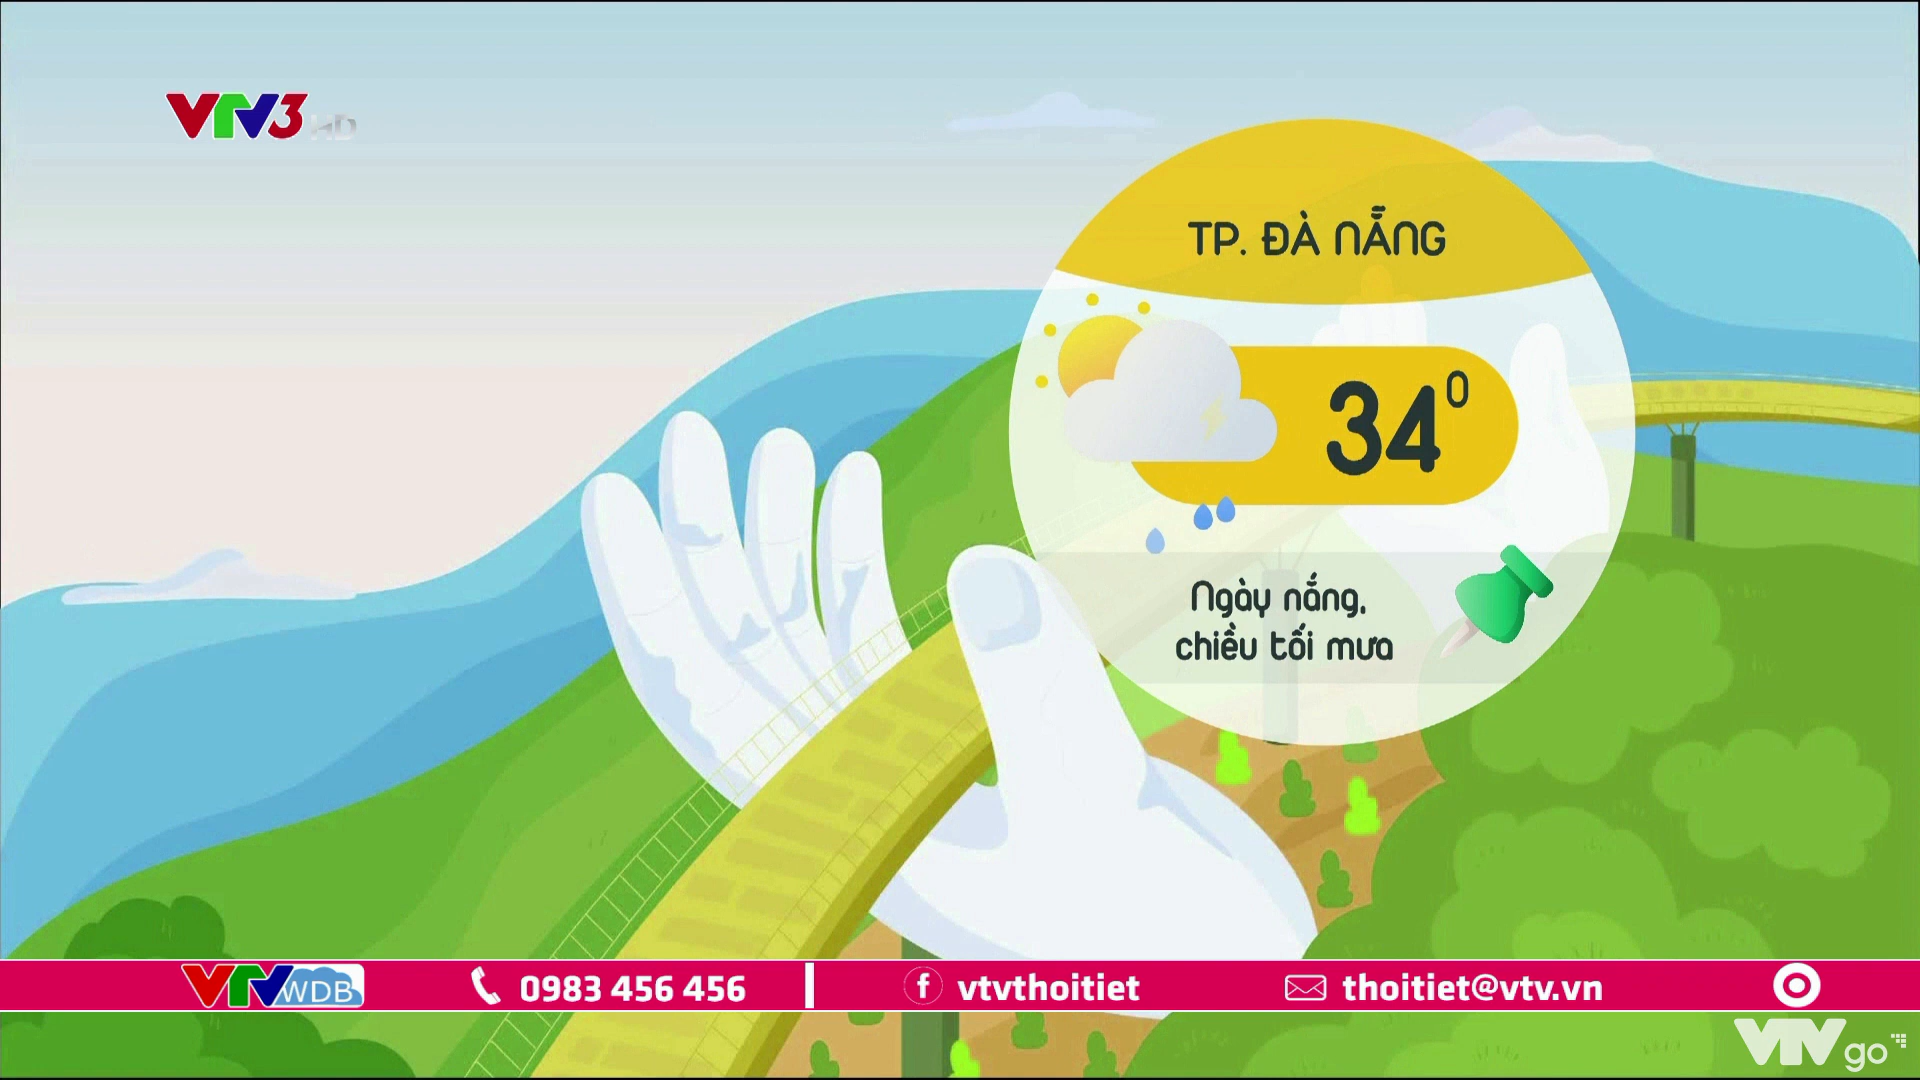 VTV3 HD
TP. ĐÀ NẴNG
34⁰
Ngày nắng,
chiều tối mưa
VTV WDB
0983 456 456
vtvthoitiet
thoitiet@vtv.vn
VTV go